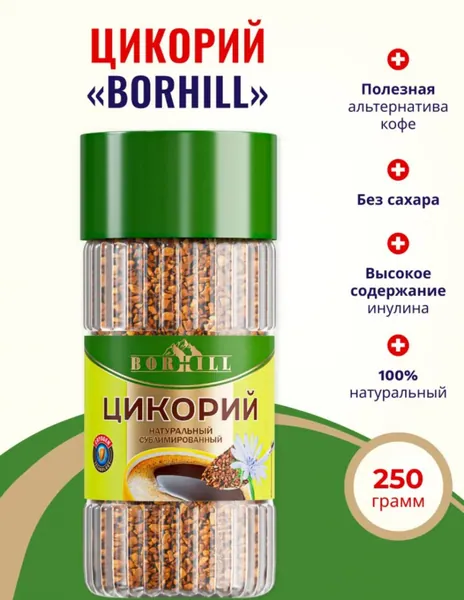 ЦИКОРИЙ
«BORHILL»
Полезная
альтернатива
кофе
Без сахара
Высокое
содержание
инулина
100%
натуральный
BORHILL
ЦИКОРИЙ
НАТУРАЛЬНЫЙ
СУБЛИМИРОВАННЫЙ
250
грамм